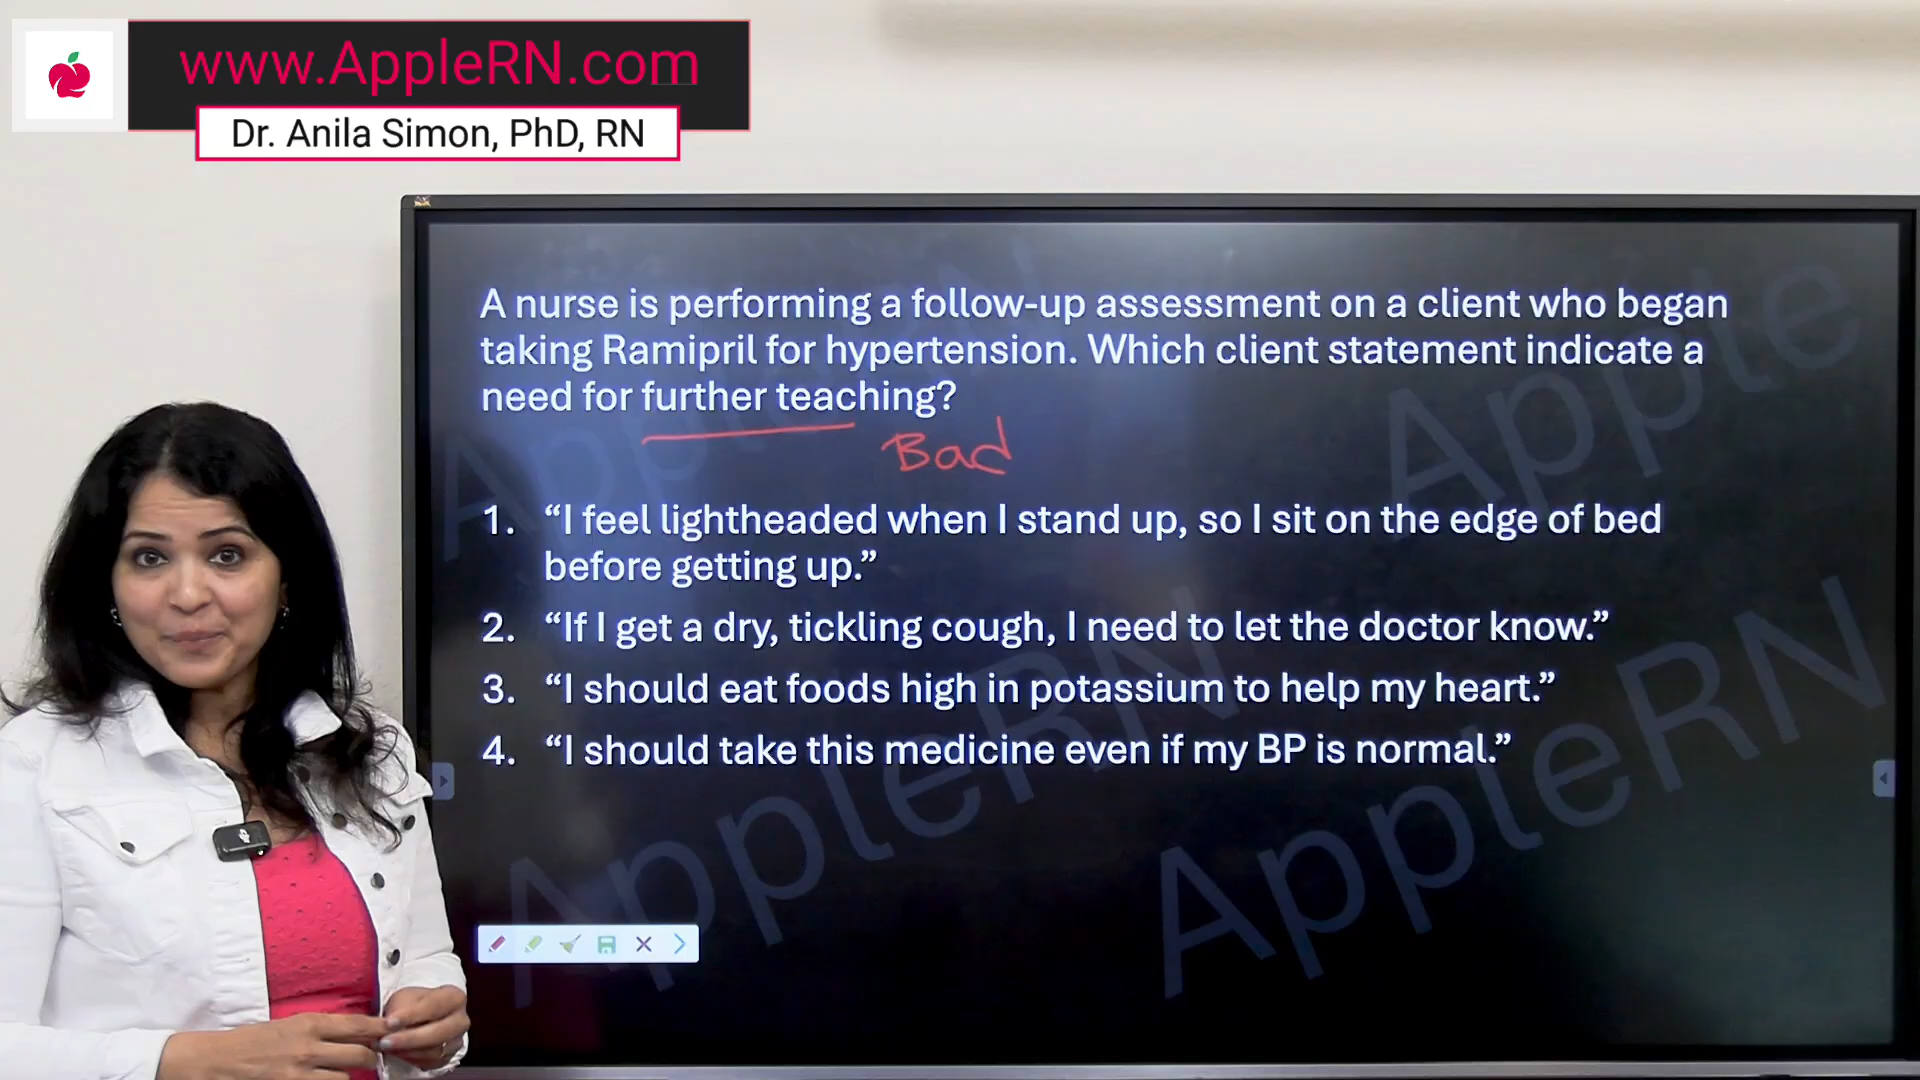 www.AppleRN.com
Dr. Anila Simon, PhD, RN
A nurse is performing a follow-up assessment on a client who began
taking Ramipril for hypertension. Which client statement indicate a
need for further teaching?
Bad
1. “I feel lightheaded when I stand up, so I sit on the edge of bed
before getting up.”
2. “If I get a dry, tickling cough, I need to let the doctor know.”
3. “I should eat foods high in potassium to help my heart.”
4. “I should take this medicine even if my BP is normal.”
AppleRN
Apple
AppleRN
AppleRN